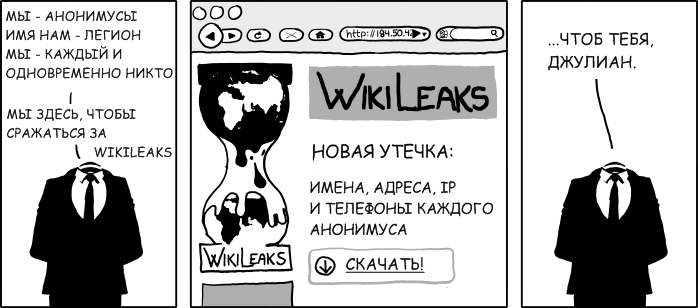 МЫ - АНОНИМУСЫ
ИМЯ НАМ - ЛЕГИОН
МЫ - КАЖДЫЙ И
ОДНОВРЕМЕННО НИКТО
МЫ ЗДЕСЬ, ЧТОБЫ
СРАЖАТЬСЯ ЗА
WIKILEAKS
WIKILEAKS
НОВАЯ УТЕЧКА:
ИМЕНА, АДРЕСА, IP
И ТЕЛЕФОНЫ КАЖДОГО
АНОНИМУСА
СКАЧАТЬ!
WIKILEAKS
...ЧТОБ ТЕБЯ,
ДЖУЛИАН.